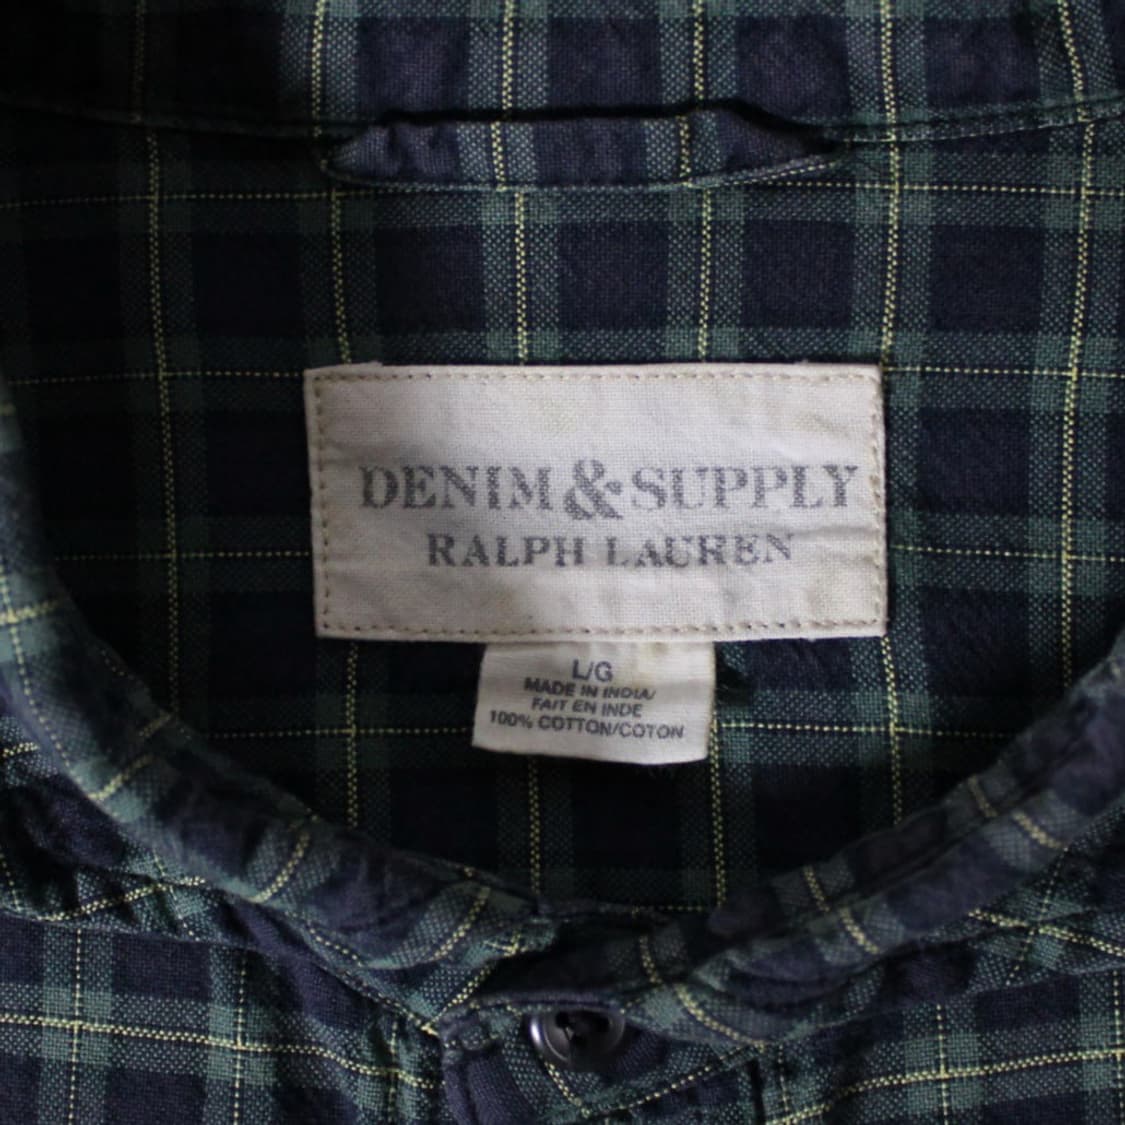 DENIM & SUPPLY
RALPH LAUREN
L/G
MADE IN INDIA/
FAIT EN INDE
100% COTTON/COTON